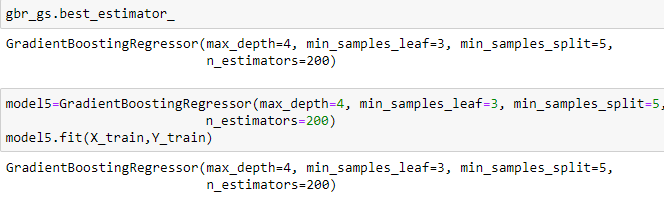 gbr_gs.best_estimator_
GradientBoostingRegressor(max_depth=4, min_samples_leaf=3, min_samples_split=5,
n_estimators=200)
model5=GradientBoostingRegressor(max_depth=4, min_samples_leaf=3, min_samples_split=5,
n_estimators=200)
model5.fit(X_train,Y_train)
GradientBoostingRegressor(max_depth=4, min_samples_leaf=3, min_samples_split=5,
n_estimators=200)